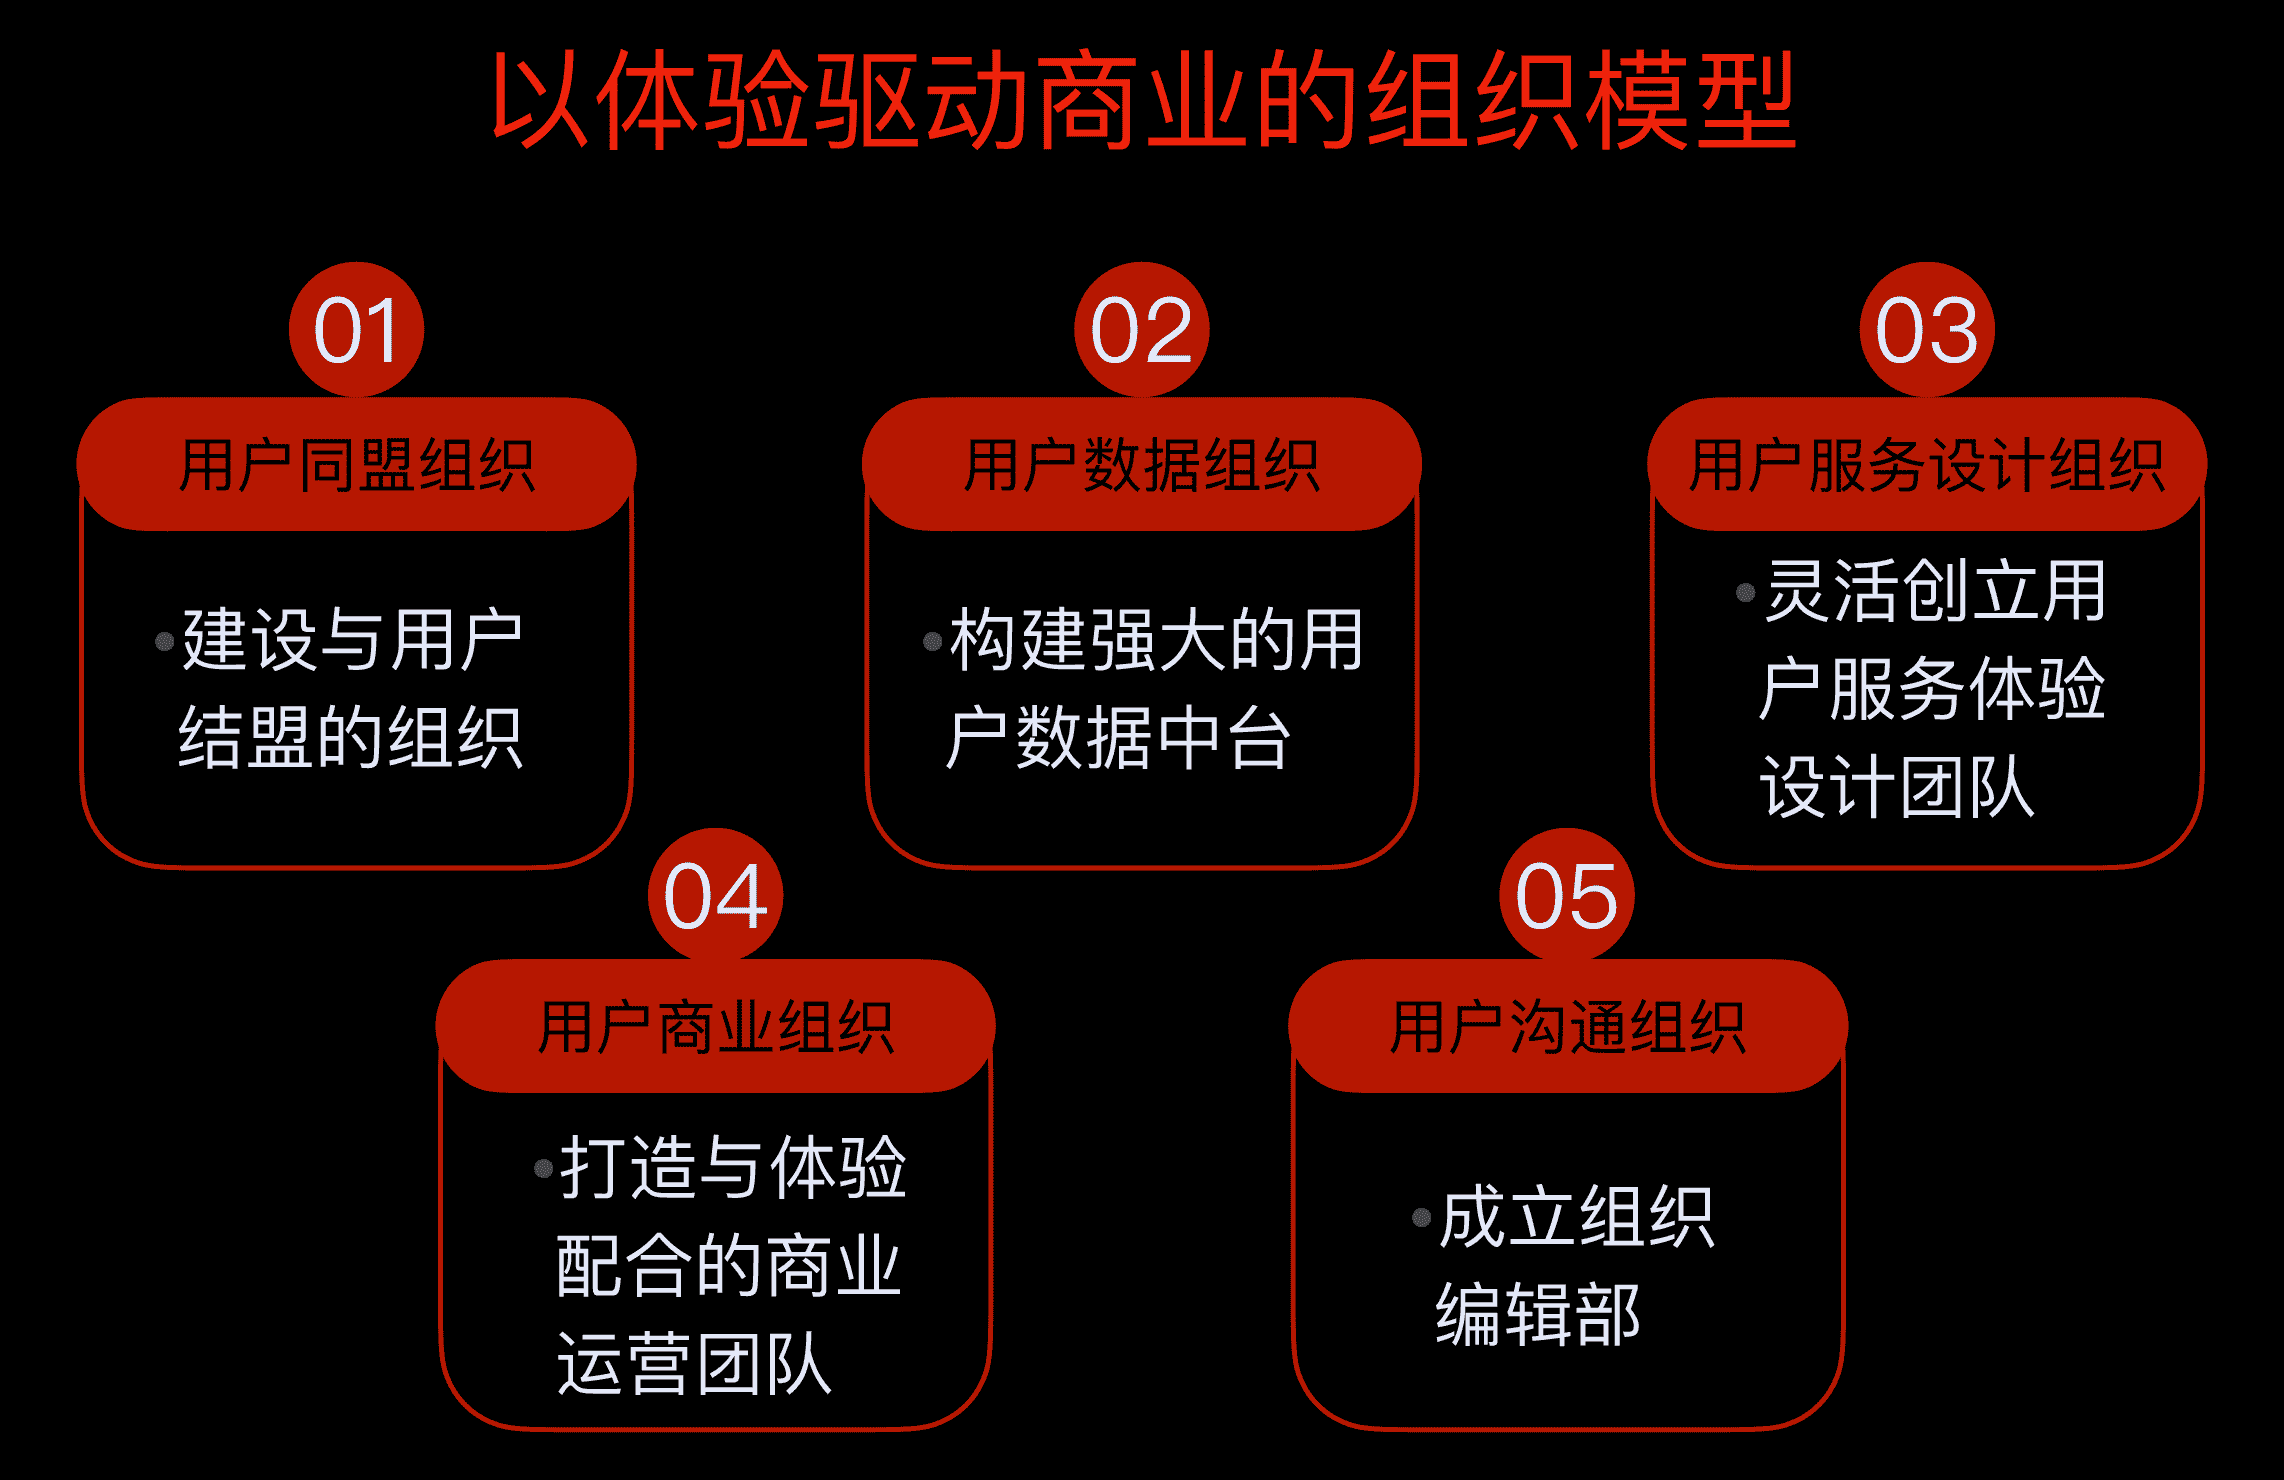 以体验驱动商业的组织模型
01
用户同盟组织
•建设与用户
结盟的组织
02
用户数据组织
•构建强大的用
户数据中台
03
用户服务设计组织
•灵活创立用
户服务体验
设计团队
04
用户商业组织
•打造与体验
配合的商业
运营团队
05
用户沟通组织
•成立组织
编辑部